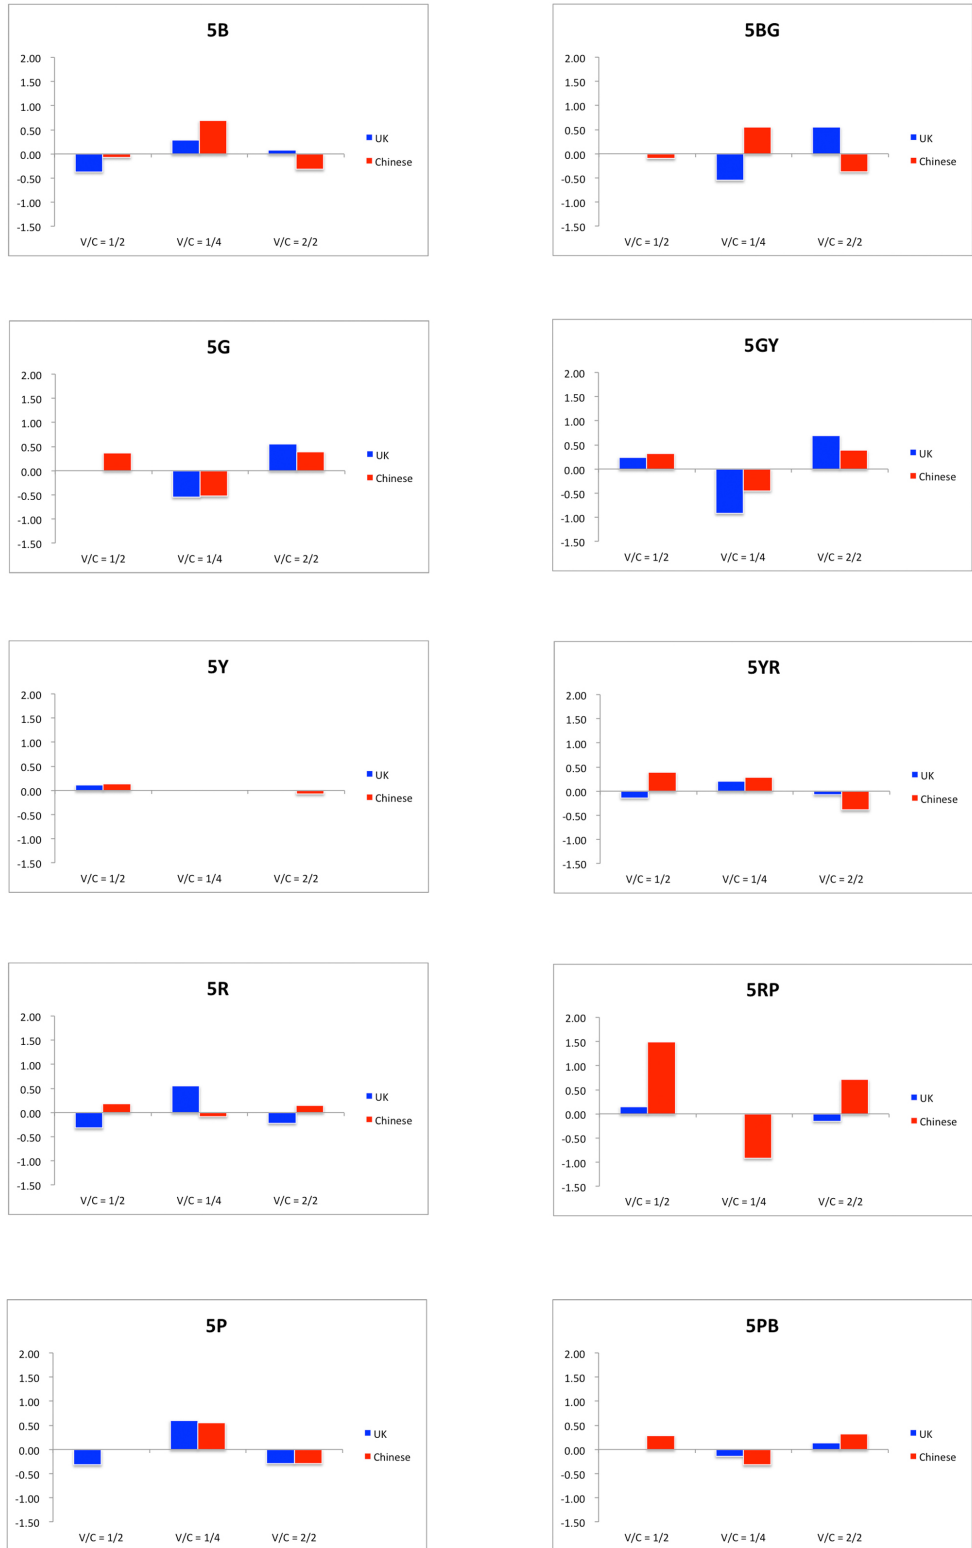 5B
2.00
1.50
1.00
0.50
0.00
-0.50
-1.00
-1.50
V/C = 1/2 V/C = 1/4 V/C = 2/2
UK
Chinese
5BG
2.00
1.50
1.00
0.50
0.00
-0.50
-1.00
-1.50
V/C = 1/2 V/C = 1/4 V/C = 2/2
UK
Chinese
5G
2.00
1.50
1.00
0.50
0.00
-0.50
-1.00
-1.50
V/C = 1/2 V/C = 1/4 V/C = 2/2
UK
Chinese
5GY
2.00
1.50
1.00
0.50
0.00
-0.50
-1.00
-1.50
V/C = 1/2 V/C = 1/4 V/C = 2/2
UK
Chinese
5Y
2.00
1.50
1.00
0.50
0.00
-0.50
-1.00
-1.50
V/C = 1/2 V/C = 1/4 V/C = 2/2
UK
Chinese
5YR
2.00
1.50
1.00
0.50
0.00
-0.50
-1.00
-1.50
V/C = 1/2 V/C = 1/4 V/C = 2/2
UK
Chinese
5R
2.00
1.50
1.00
0.50
0.00
-0.50
-1.00
-1.50
V/C = 1/2 V/C = 1/4 V/C = 2/2
UK
Chinese
5RP
2.00
1.50
1.00
0.50
0.00
-0.50
-1.00
-1.50
V/C = 1/2 V/C = 1/4 V/C = 2/2
UK
Chinese
5P
2.00
1.50
1.00
0.50
0.00
-0.50
-1.00
-1.50
V/C = 1/2 V/C = 1/4 V/C = 2/2
UK
Chinese
5PB
2.00
1.50
1.00
0.50
0.00
-0.50
-1.00
-1.50
V/C = 1/2 V/C = 1/4 V/C = 2/2
UK
Chinese